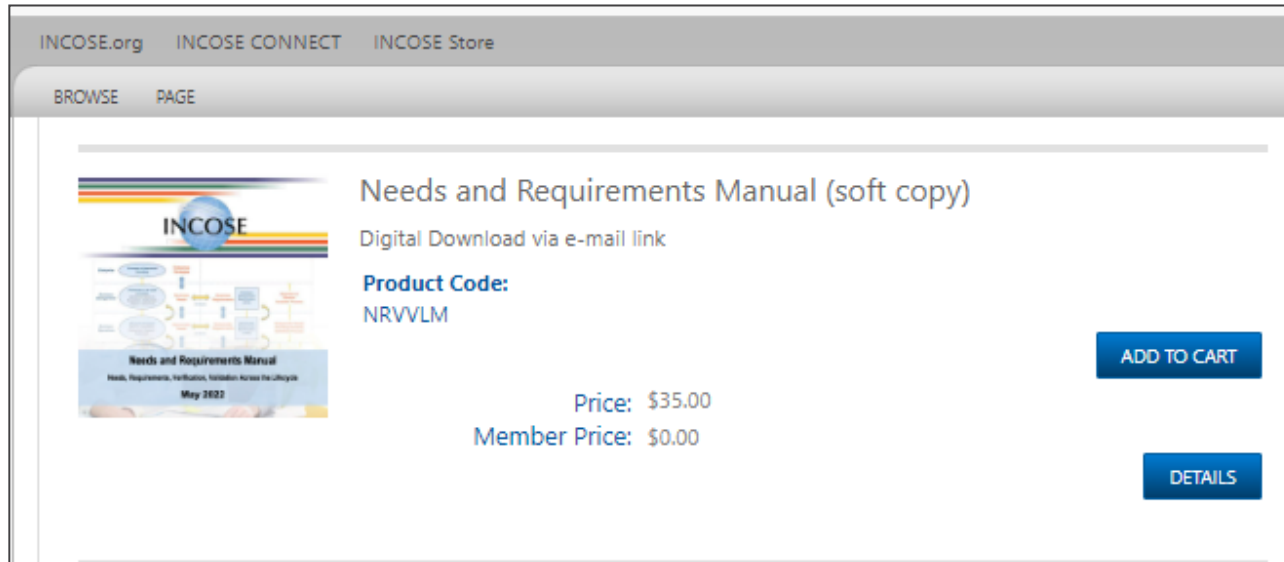 INCOSE.org INCOSE CONNECT INCOSE Store
BROWSE PAGE
Needs and Requirements Manual (soft copy)
Digital Download via e-mail link
Product Code:
NRVVLM
ADD TO CART
Price: $35.00
Member Price: $0.00
DETAILS
INCOSE
Needs and Requirements Manual
Needs, Requirements, Verification, Validation Across the Lifecycle
May 2022